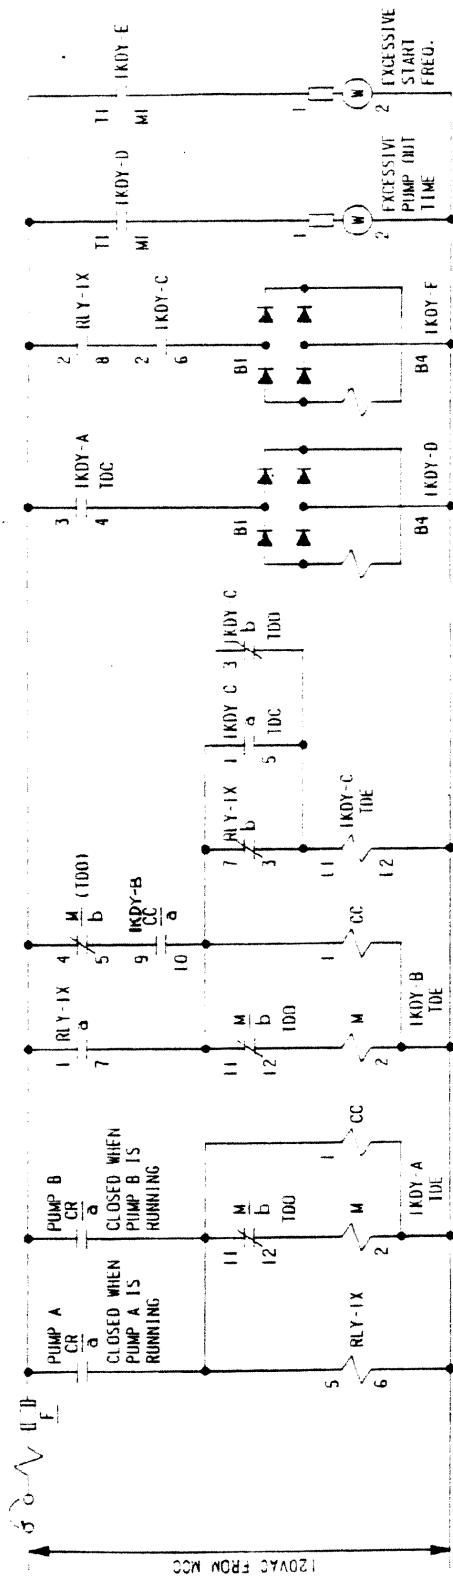 120VAC FROM MCC
F
PUMP A
CR
a
CLOSED WHEN
PUMP A IS
RUNNING
5
RLY-1X
6
PUMP B
CR
a
CLOSED WHEN
PUMP B IS
RUNNING
11
M
b
12
TDO
M
2
1
CC
1KDY-A
TDE
1
RLY-1X
a
7
11
M
b
12
TDO
M
2
1KDY-B
TDE
4
M
(TDO)
b
5
1KDY-B
9
CC
a
10
1
CC
7
RLY-1X
b
3
11
1KDY-C
TDE
12
1
1KDY C
a
5
TDC
3
1KDY C
b
TDO
3
1KDY-A
TDC
4
B1
B4
1KDY-D
2
RLY-1X
8
2
1KDY-C
6
B1
B4
1KDY-E
T1
1KDY-D
M1
1
W
2
EXCESSIVE
PUMP OUT
TIME
T1
1KDY-E
M1
1
W
2
EXCESSIVE
START
FREQ.